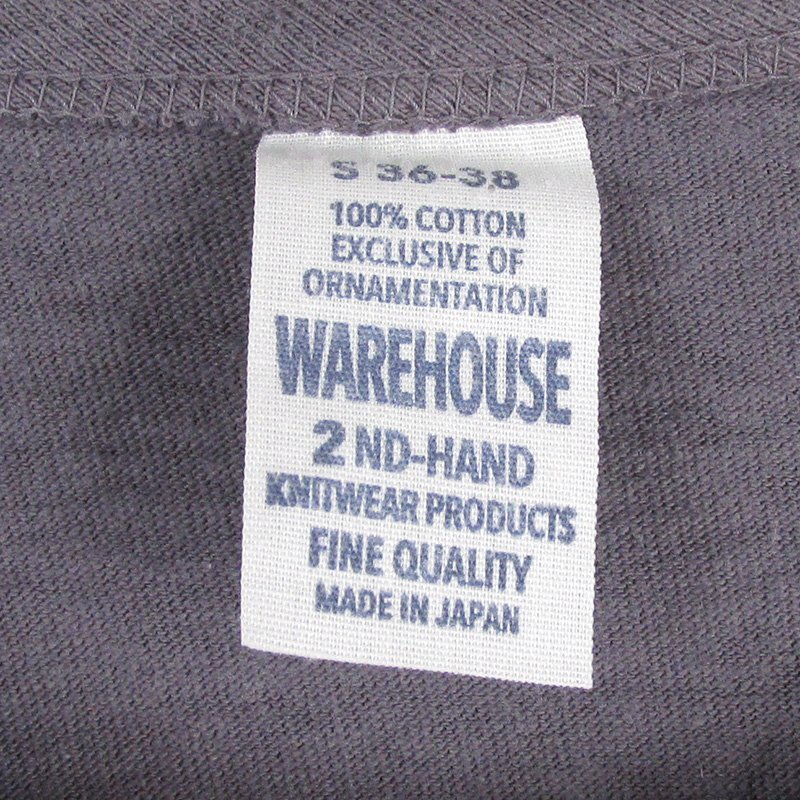 S 36-38
100% COTTON
EXCLUSIVE OF
ORNAMENTATION
WAREHOUSE
2 ND-HAND
KNITWEAR PRODUCTS
FINE QUALITY
MADE IN JAPAN